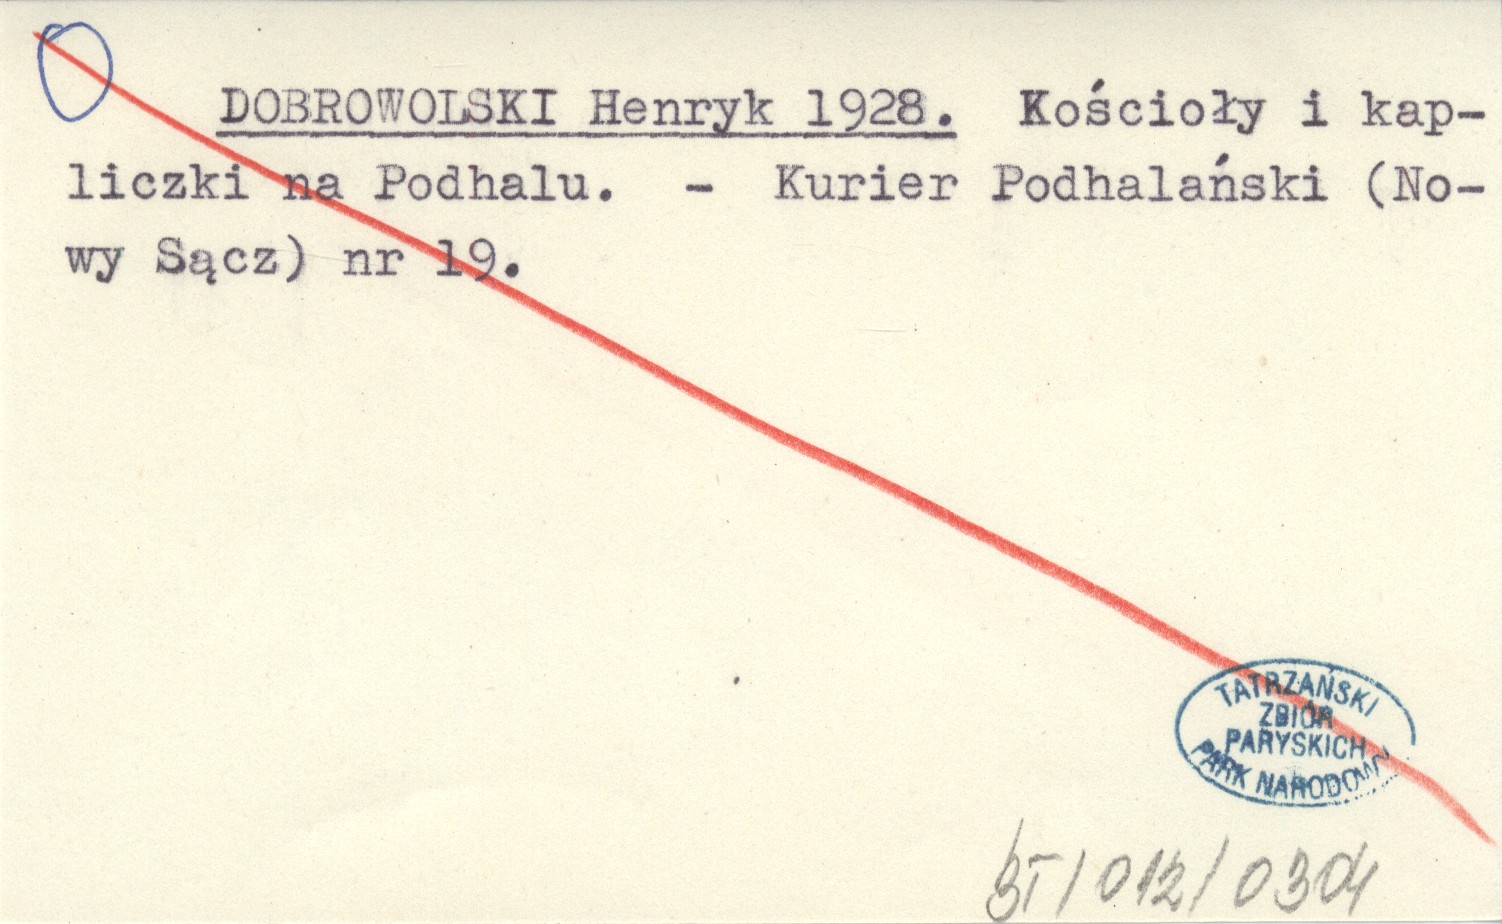 DOBROWOLSKI Henryk 1928. Kościoły i kap-
liczki na Podhalu. - Kurier Podhalański (No-
wy Sącz) nr 19.
TATRZAŃSKI
ZBIÓR
PARYSKICH
PARK NARODOWY
BT/012/0304